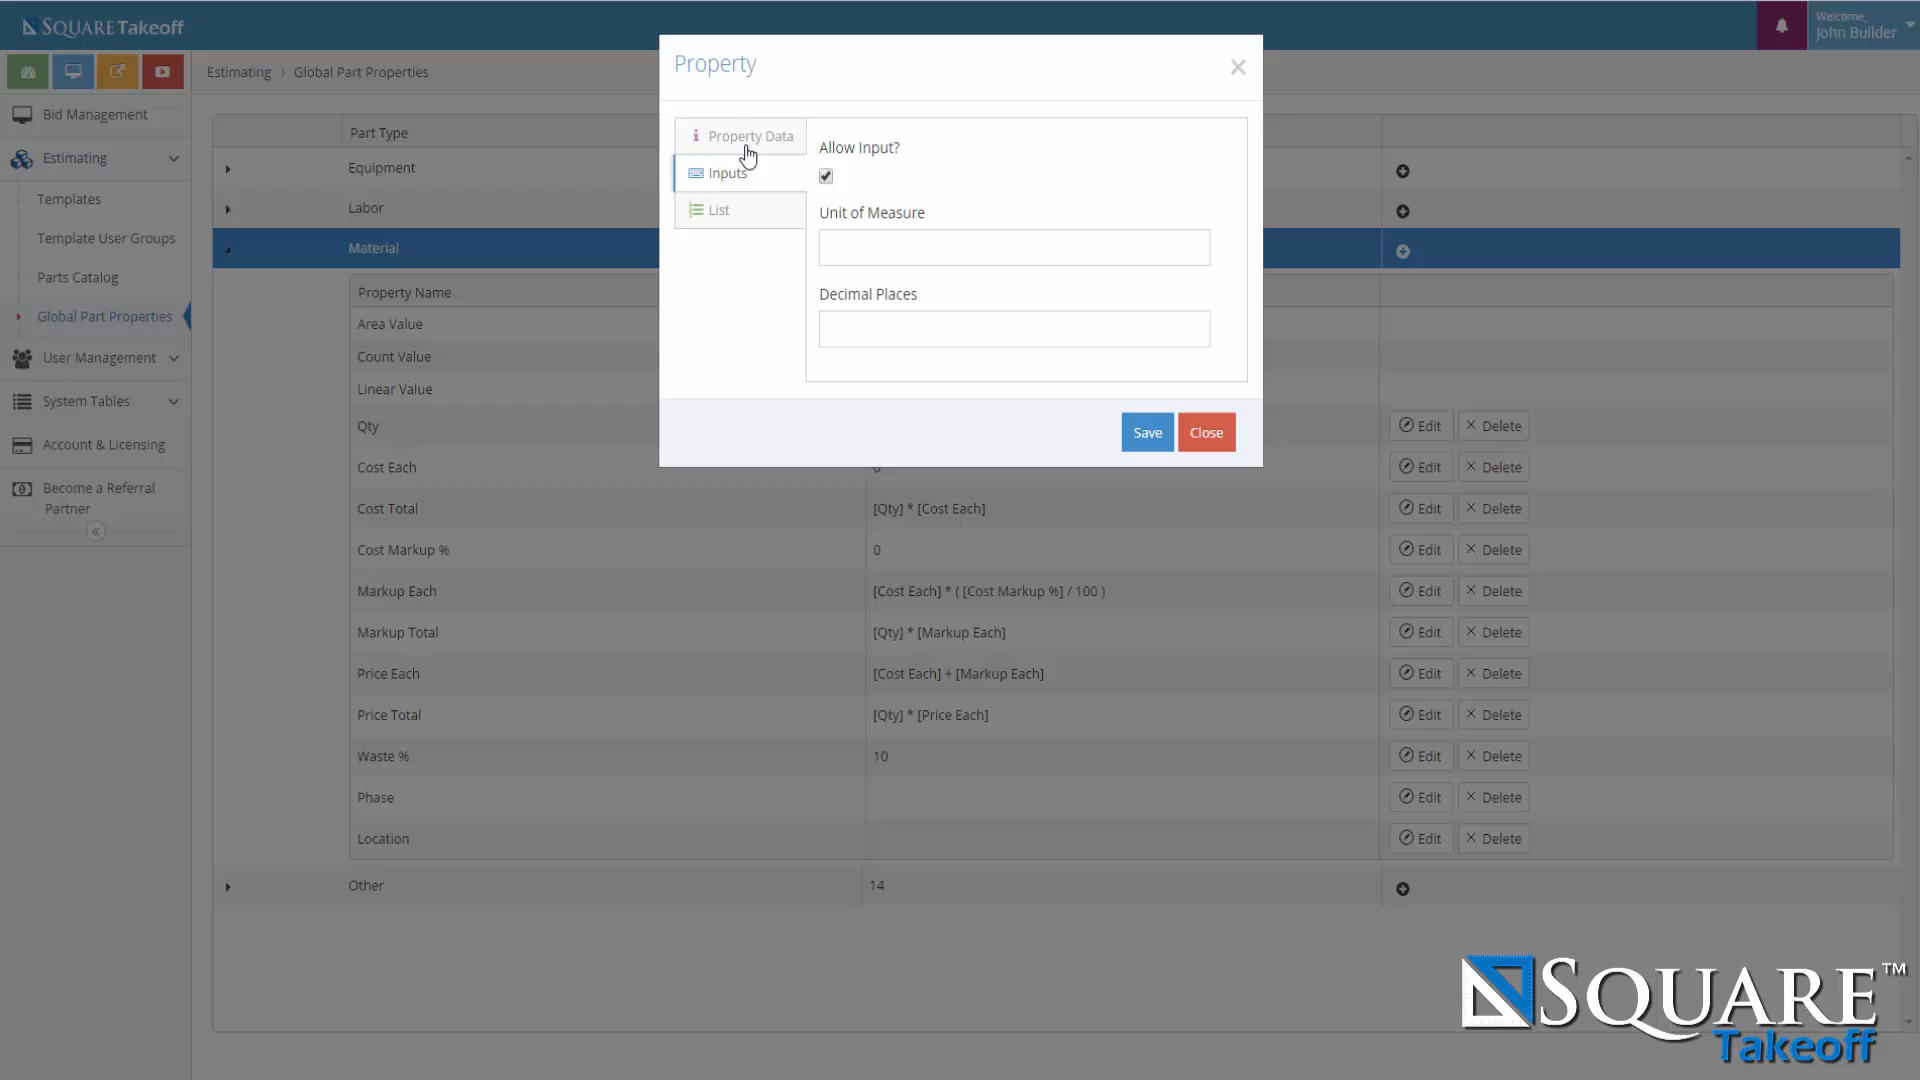 SQUARE Takeoff
Welcome,
John Builder
Estimating
Global Part Properties
Bid Management
Estimating
Templates
Template User Groups
Parts Catalog
Global Part Properties
User Management
System Tables
Account & Licensing
Become a Referral
Partner
Part Type
Equipment
Labor
Material
Property Name
Area Value
Count Value
Linear Value
Qty Edit Delete
Cost Each 0 Edit Delete
Cost Total [Qty] * [Cost Each] Edit Delete
Cost Markup % 0 Edit Delete
Markup Each [Cost Each] * ( [Cost Markup %] / 100 ) Edit Delete
Markup Total [Qty] * [Markup Each] Edit Delete
Price Each [Cost Each] + [Markup Each] Edit Delete
Price Total [Qty] * [Price Each] Edit Delete
Waste % 10 Edit Delete
Phase Edit Delete
Location Edit Delete
Other 14
Property
Property Data
Inputs
List
Allow Input?
Unit of Measure
Decimal Places
Save Close
SQUARE™
Takeoff